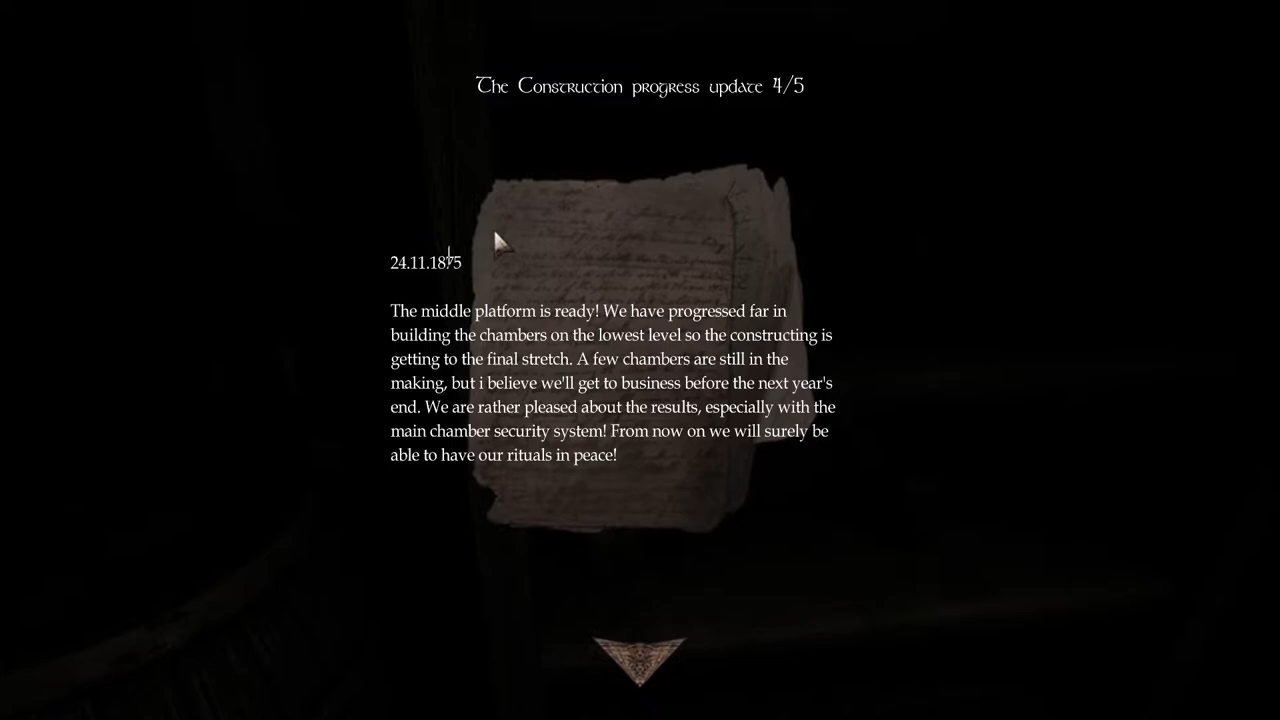 The Construction progress update 4/5
24.11.1875
The middle platform is ready! We have progressed far in
building the chambers on the lowest level so the constructing is
getting to the final stretch. A few chambers are still in the
making, but i believe we'll get to business before the next year's
end. We are rather pleased about the results, especially with the
main chamber security system! From now on we will surely be
able to have our rituals in peace!